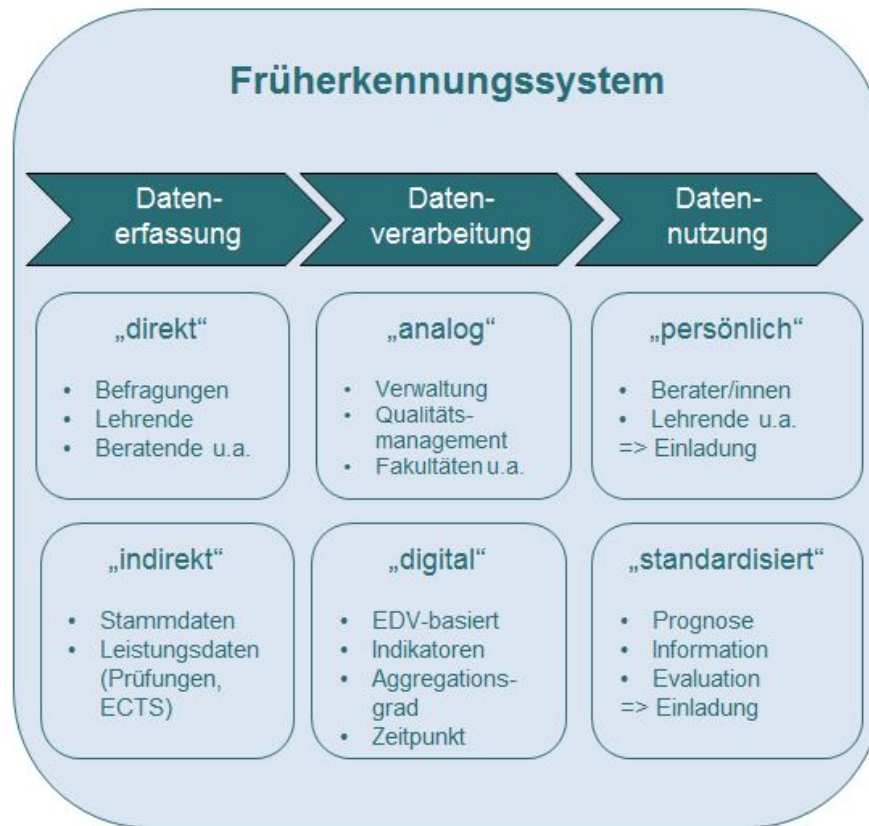 Früherkennungssystem
Daten-
erfassung
Daten-
verarbeitung
Daten-
nutzung
„direkt“
• Befragungen
• Lehrende
• Beratende u.a.
„analog“
• Verwaltung
• Qualitäts-
management
• Fakultäten u.a.
„persönlich“
• Berater/innen
• Lehrende u.a.
=> Einladung
„indirekt“
• Stammdaten
• Leistungsdaten
(Prüfungen,
ECTS)
„digital“
• EDV-basiert
• Indikatoren
• Aggregations-
grad
• Zeitpunkt
„standardisiert“
• Prognose
• Information
• Evaluation
=> Einladung